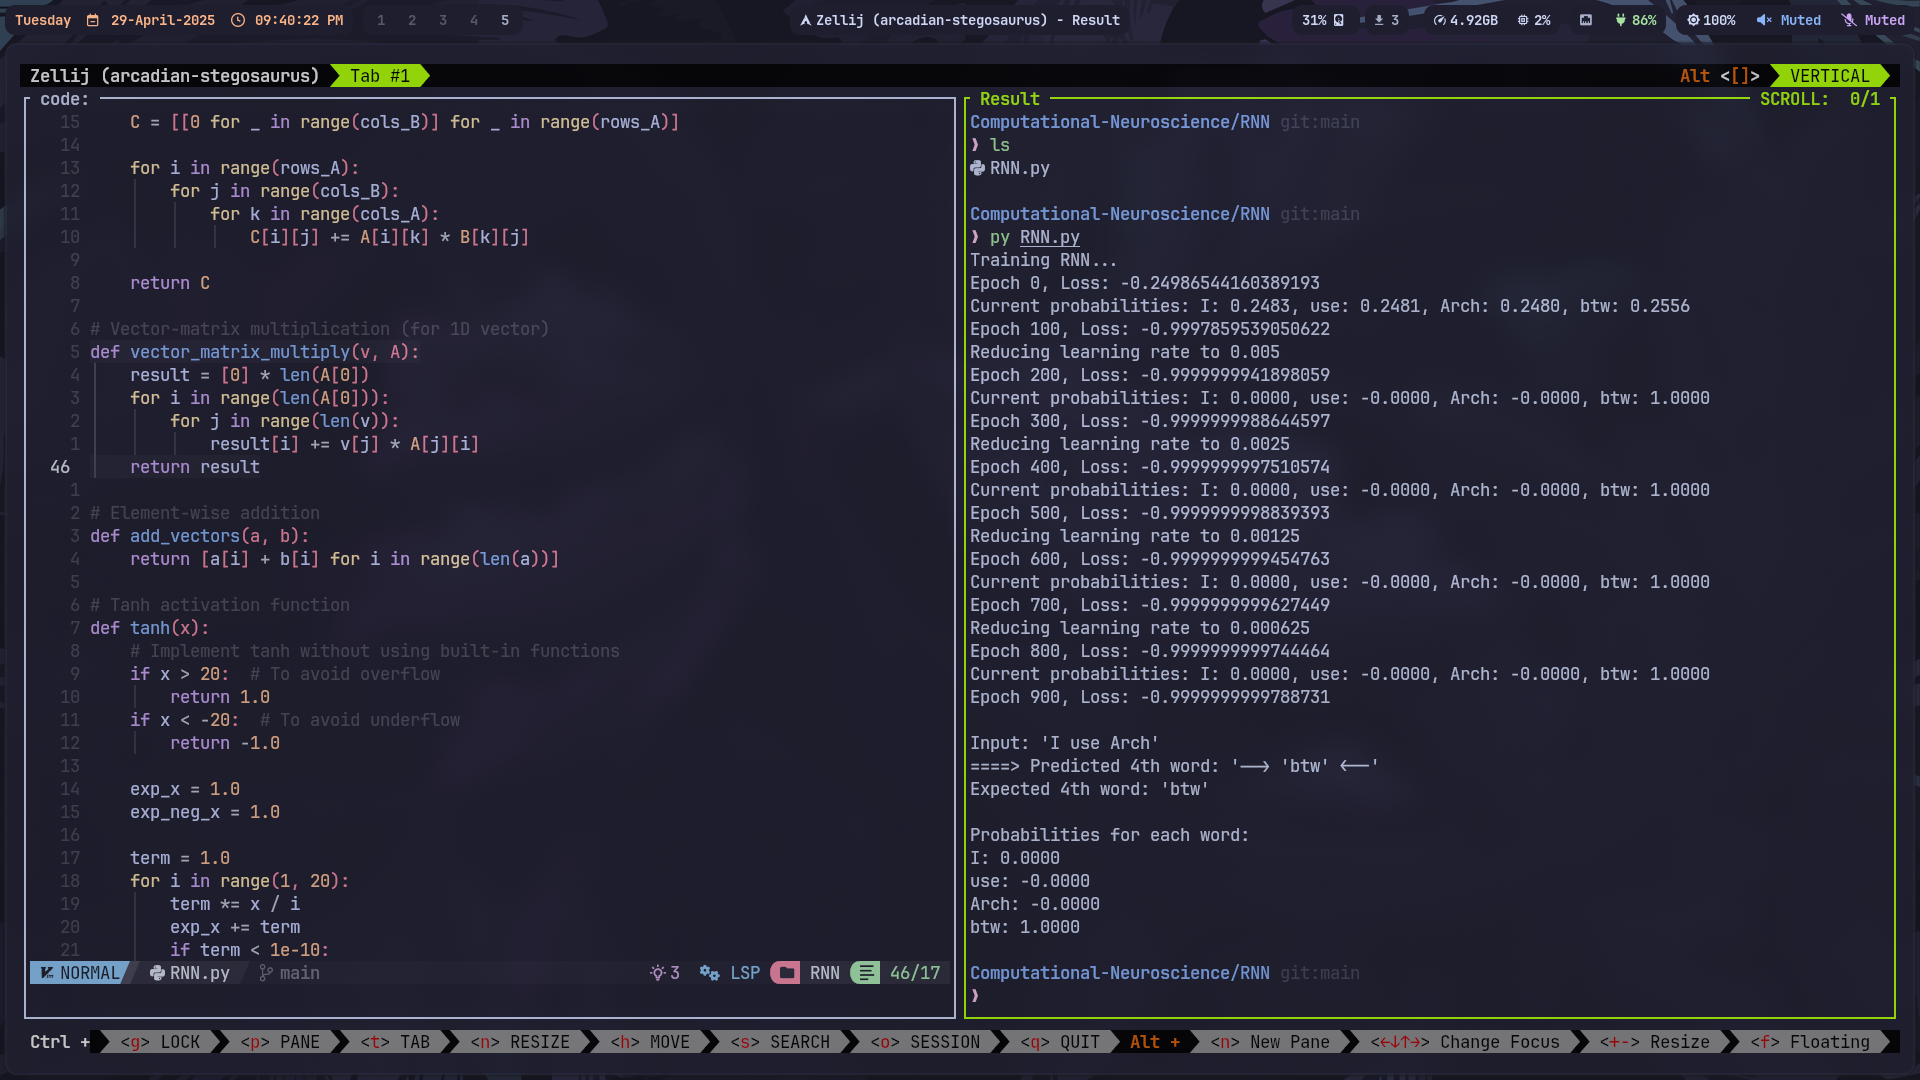 Tuesday 29-April-2025 09:40:22 PM 1 2 3 4 5 Zellij (arcadian-stegosaurus) - Result 31% 3 4.92GB 2% 86% 100% Muted Muted
Zellij (arcadian-stegosaurus) Tab #1 Alt <[]> VERTICAL
code:
15 C = [[0 for _ in range(cols_B)] for _ in range(rows_A)]
14
13 for i in range(rows_A):
12 for j in range(cols_B):
11 for k in range(cols_A):
10 C[i][j] += A[i][k] * B[k][j]
9
8 return C
7
6 # Vector-matrix multiplication (for 1D vector)
5 def vector_matrix_multiply(v, A):
4 result = [0] * len(A[0])
3 for i in range(len(A[0])):
2 for j in range(len(v)):
1 result[i] += v[j] * A[j][i]
46 return result
1
2 # Element-wise addition
3 def add_vectors(a, b):
4 return [a[i] + b[i] for i in range(len(a))]
5
6 # Tanh activation function
7 def tanh(x):
8 # Implement tanh without using built-in functions
9 if x > 20: # To avoid overflow
10 return 1.0
11 if x < -20: # To avoid underflow
12 return -1.0
13
14 exp_x = 1.0
15 exp_neg_x = 1.0
16
17 term = 1.0
18 for i in range(1, 20):
19 term *= x / i
20 exp_x += term
21 if term < 1e-10:
NORMAL RNN.py main 3 LSP RNN 46/17
Result SCROLL: 0/1
Computational-Neuroscience/RNN git:main
❫ ls
RNN.py
Computational-Neuroscience/RNN git:main
❫ py RNN.py
Training RNN...
Epoch 0, Loss: -0.24986544160389193
Current probabilities: I: 0.2483, use: 0.2481, Arch: 0.2480, btw: 0.2556
Epoch 100, Loss: -0.9997859539050622
Reducing learning rate to 0.005
Epoch 200, Loss: -0.9999999941898059
Current probabilities: I: 0.0000, use: -0.0000, Arch: -0.0000, btw: 1.0000
Epoch 300, Loss: -0.9999999988644597
Reducing learning rate to 0.0025
Epoch 400, Loss: -0.9999999997510574
Current probabilities: I: 0.0000, use: -0.0000, Arch: -0.0000, btw: 1.0000
Epoch 500, Loss: -0.9999999998839393
Reducing learning rate to 0.00125
Epoch 600, Loss: -0.9999999999454763
Current probabilities: I: 0.0000, use: -0.0000, Arch: -0.0000, btw: 1.0000
Epoch 700, Loss: -0.9999999999627449
Reducing learning rate to 0.000625
Epoch 800, Loss: -0.9999999999744464
Current probabilities: I: 0.0000, use: -0.0000, Arch: -0.0000, btw: 1.0000
Epoch 900, Loss: -0.9999999999788731
Input: 'I use Arch'
====> Predicted 4th word: '--> 'btw' <--'
Expected 4th word: 'btw'
Probabilities for each word:
I: 0.0000
use: -0.0000
Arch: -0.0000
btw: 1.0000
Computational-Neuroscience/RNN git:main
❫
Ctrl + <g> LOCK <p> PANE <t> TAB <n> RESIZE <h> MOVE <s> SEARCH <o> SESSION <q> QUIT Alt + <n> New Pane <←↓↑→> Change Focus <+-> Resize <f> Floating